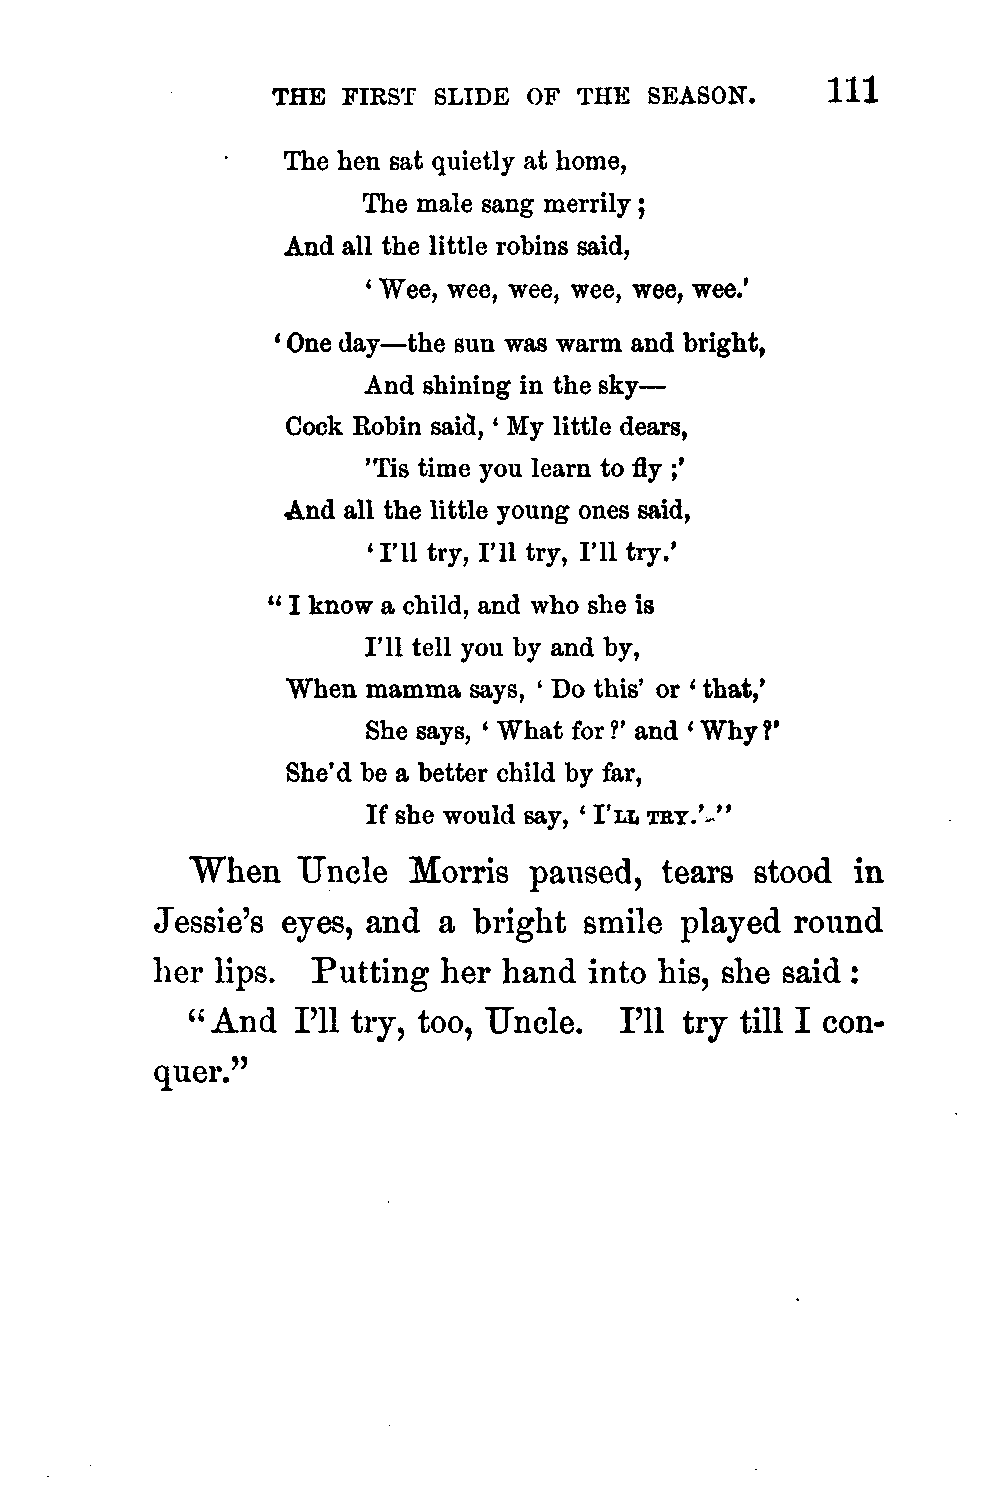 THE FIRST SLIDE OF THE SEASON. 111
The hen sat quietly at home,
The male sang merrily ;
And all the little robins said,
‘ Wee, wee, wee, wee, wee, wee.’
‘ One day—the sun was warm and bright,
And shining in the sky—
Cock Robin said, ‘ My little dears,
’Tis time you learn to fly ;’
And all the little young ones said,
‘ I’ll try, I’ll try, I’ll try.’
“ I know a child, and who she is
I’ll tell you by and by,
When mamma says, ‘ Do this’ or ‘ that,’
She says, ‘ What for ?’ and ‘ Why ?’
She’d be a better child by far,
If she would say, ‘ I’LL TRY.’”
When Uncle Morris paused, tears stood in
Jessie’s eyes, and a bright smile played round
her lips. Putting her hand into his, she said :
“ And I’ll try, too, Uncle. I’ll try till I con-
quer.”